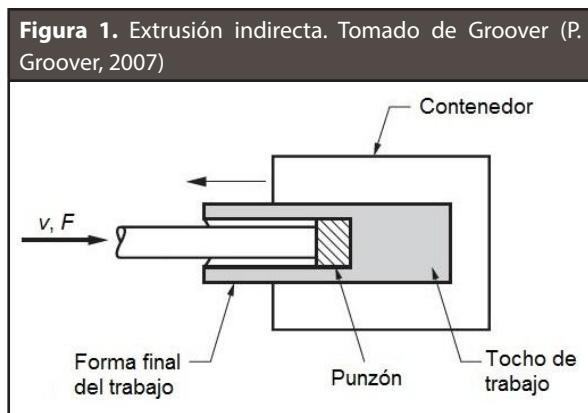 Figura 1. Extrusión indirecta. Tomado de Groover (P.
Groover, 2007)
Contenedor
v, F
Forma final
del trabajo
Punzón
Tocho de
trabajo